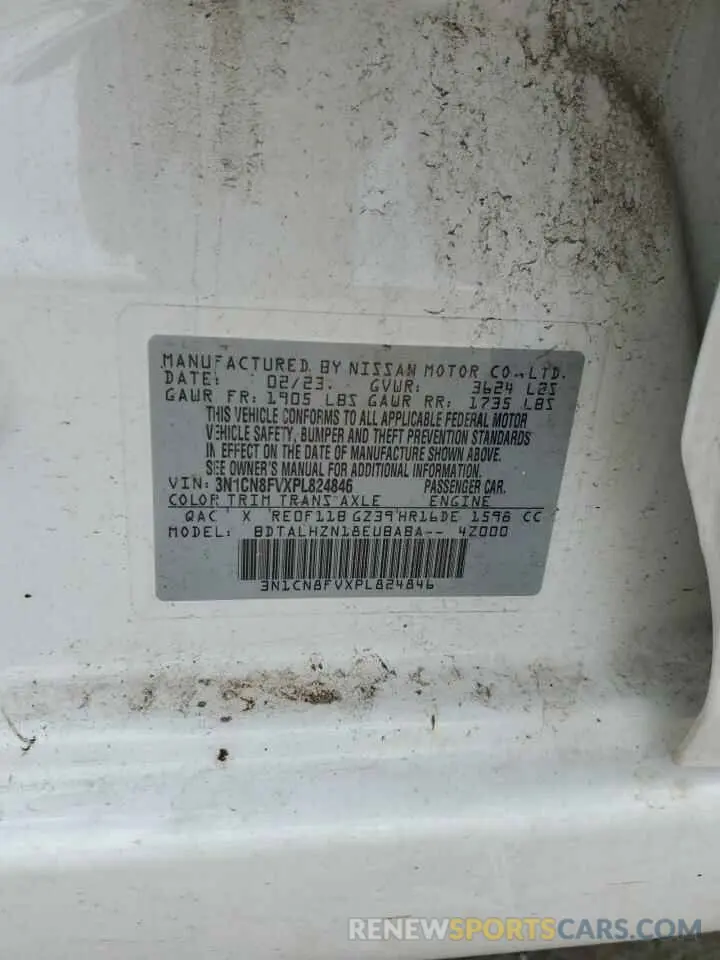 MANUFACTURED BY NISSAN MOTOR CO.,LTD.
DATE: 02/23. GVWR: 3624 LBS
GAWR FR: 1905 LBS GAWR RR: 1735 LBS
THIS VEHICLE CONFORMS TO ALL APPLICABLE FEDERAL MOTOR
VEHICLE SAFETY, BUMPER AND THEFT PREVENTION STANDARDS
IN EFFECT ON THE DATE OF MANUFACTURE SHOWN ABOVE.
SEE OWNER'S MANUAL FOR ADDITIONAL INFORMATION.
VIN: 3N1CN8FVXPL824846 PASSENGER CAR.
COLOR TRIM TRANS AXLE ENGINE
QAC X RE0F11B GZ39 HR16DE 1598 CC
MODEL: BDTALHZN18EUBABA-- 4Z000
3N1CN8FVXPL824846
RENEWSPORTSCARS.COM